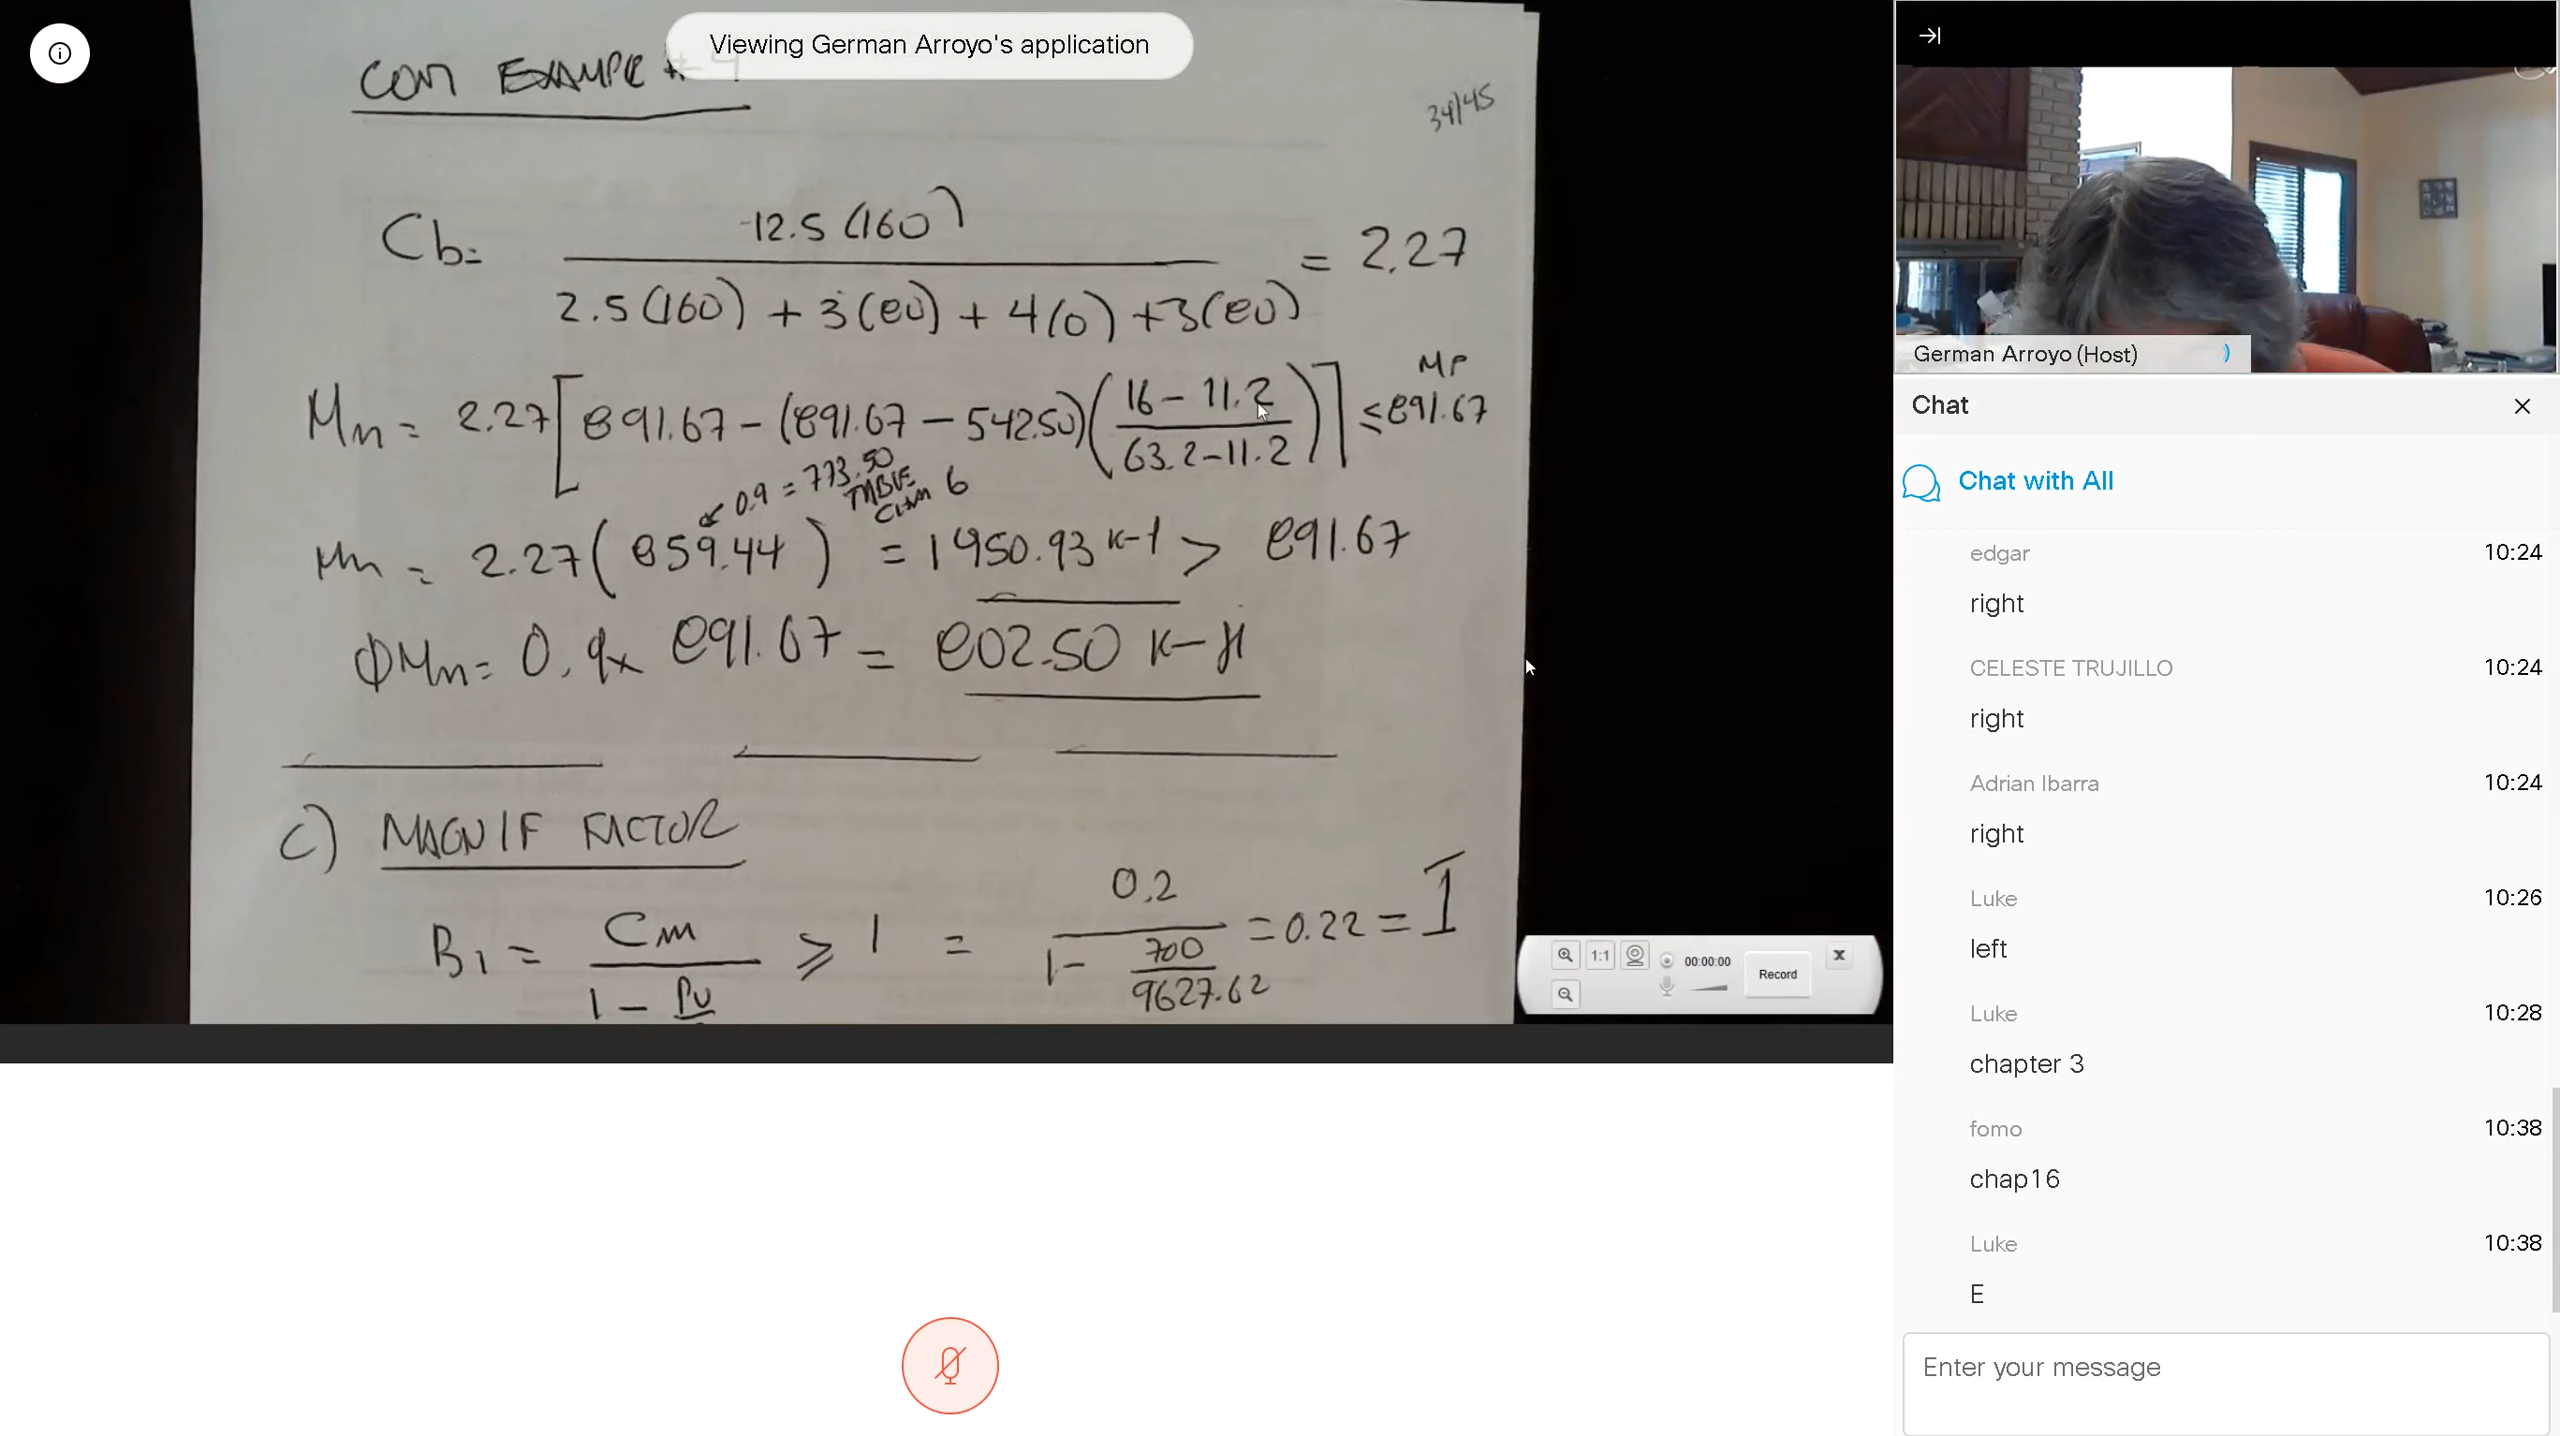 Viewing German Arroyo's application
CONT EXAMPLE # 4
34/45
Cb = 12.5 (160) / 2.5 (160) + 3 (80) + 4 (0) + 3 (80) = 2.27
Mn = 2.27 [ 891.67 - (891.67 - 542.50) ( 16 - 11.2 / 63.2 - 11.2 ) ] ≤ 891.67
MP
0.9 = 773.50
TABLE 6
Mn = 2.27 ( 859.44 ) = 1950.93 k-f > 891.67
ΦMn = 0.9 x 891.67 = 802.50 k-ft
C) MAGNIF FACTOR
B1 = Cm / 1 - Pu ≥ 1 = 0.2 / 1 - 700 / 9627.62 = 0.22 = 1
1:1
00:00:00
Record
x
German Arroyo (Host)
Chat
Chat with All
edgar 10:24
right
CELESTE TRUJILLO 10:24
right
Adrian Ibarra 10:24
right
Luke 10:26
left
Luke 10:28
chapter 3
fomo 10:38
chap16
Luke 10:38
E
Enter your message